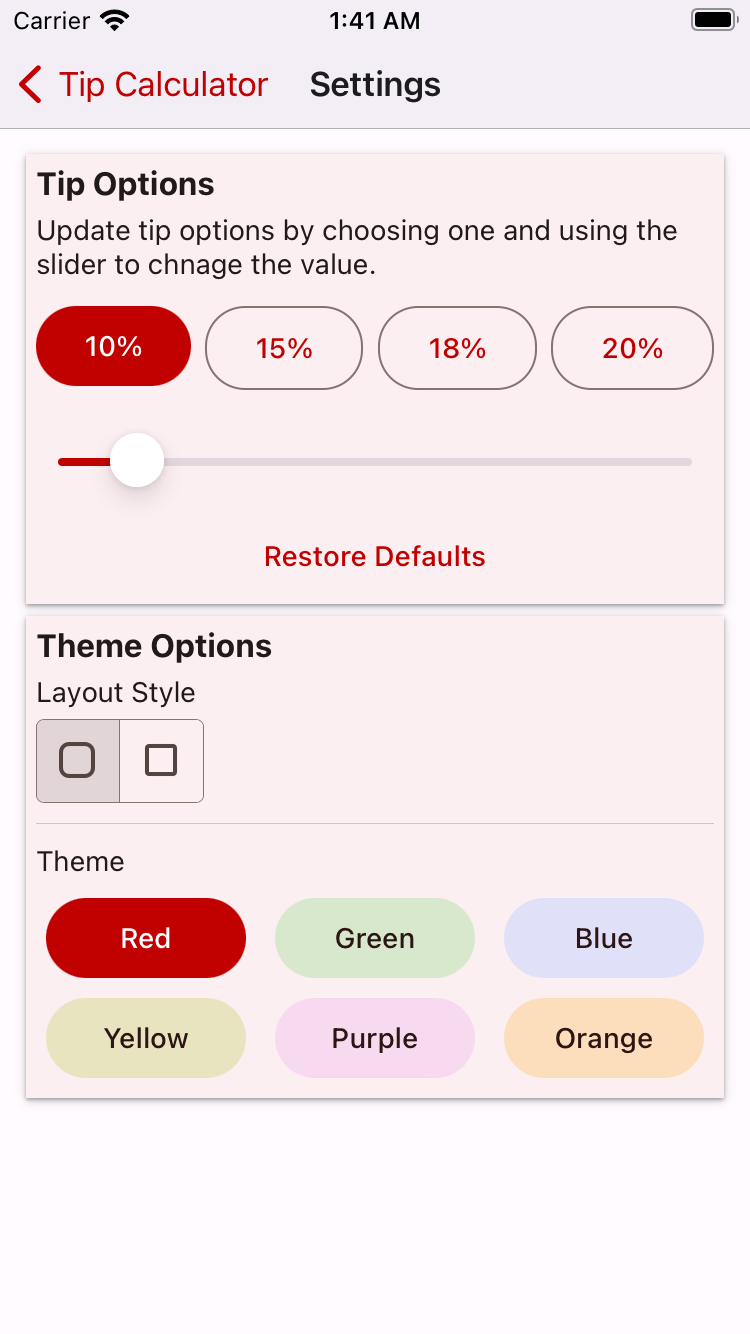 Carrier 1:41 AM
Tip Calculator Settings
Tip Options
Update tip options by choosing one and using the
slider to chnage the value.
10% 15% 18% 20%
Restore Defaults
Theme Options
Layout Style
Theme
Red Green Blue
Yellow Purple Orange